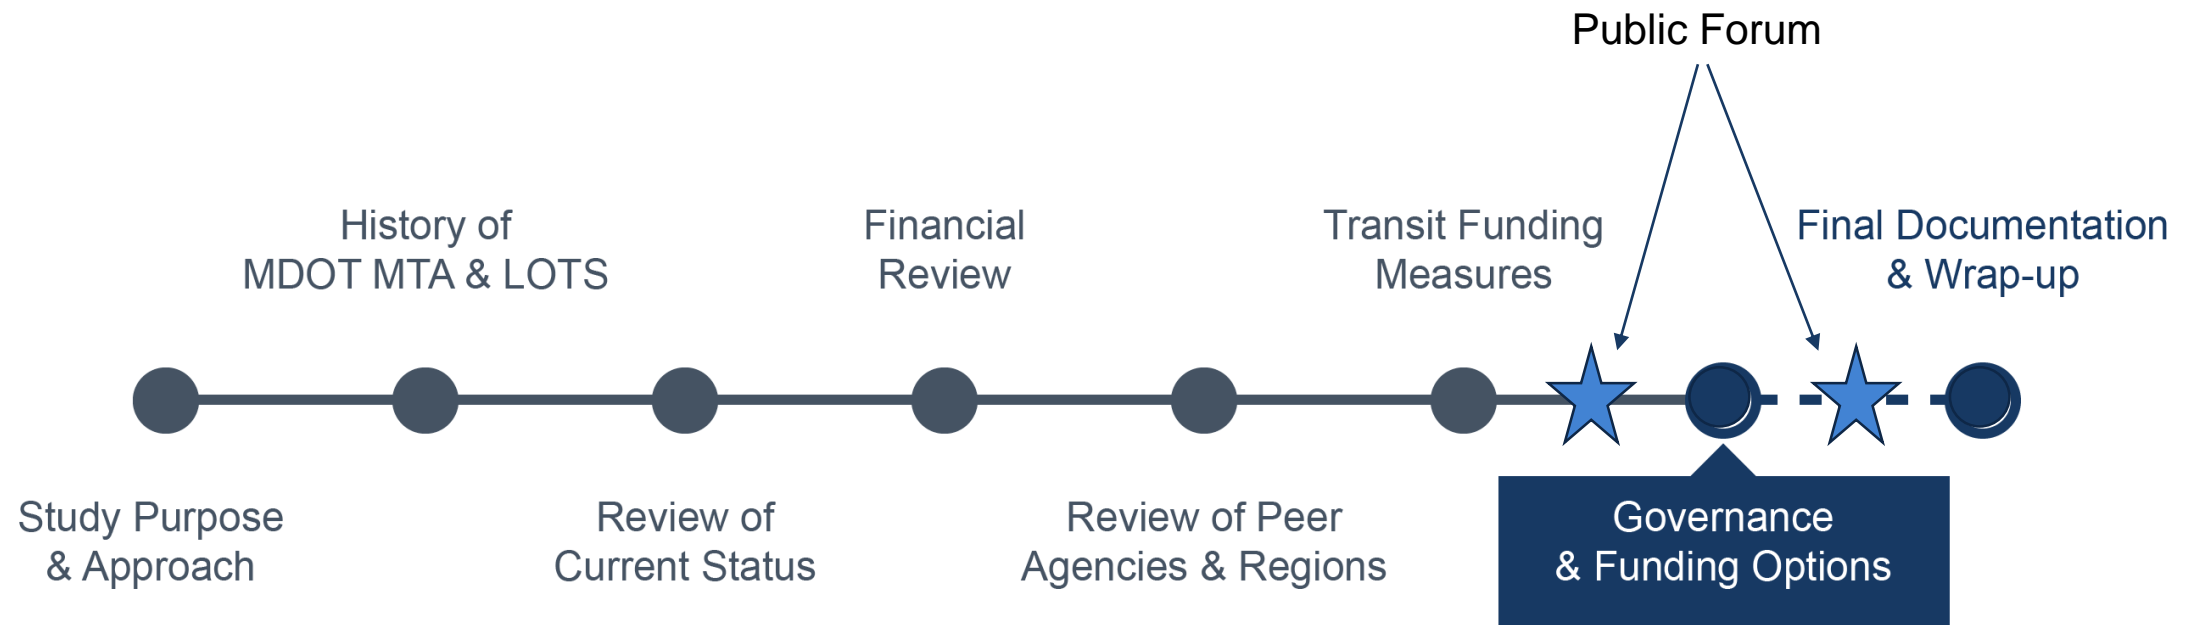 Public Forum
History of
MDOT MTA & LOTS
Financial
Review
Transit Funding
Measures
Final Documentation
& Wrap-up
Study Purpose
& Approach
Review of
Current Status
Review of Peer
Agencies & Regions
Governance
& Funding Options